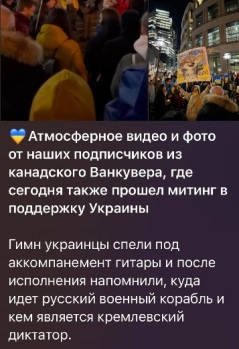 💙Атмосферное видео и фото
от наших подписчиков из
канадского Ванкувера, где
сегодня также прошел митинг в
поддержку Украины
Гимн украинцы спели под
аккомпанемент гитары и после
исполнения напомнили, куда
идет русский военный корабль и
кем является кремлевский
диктатор.